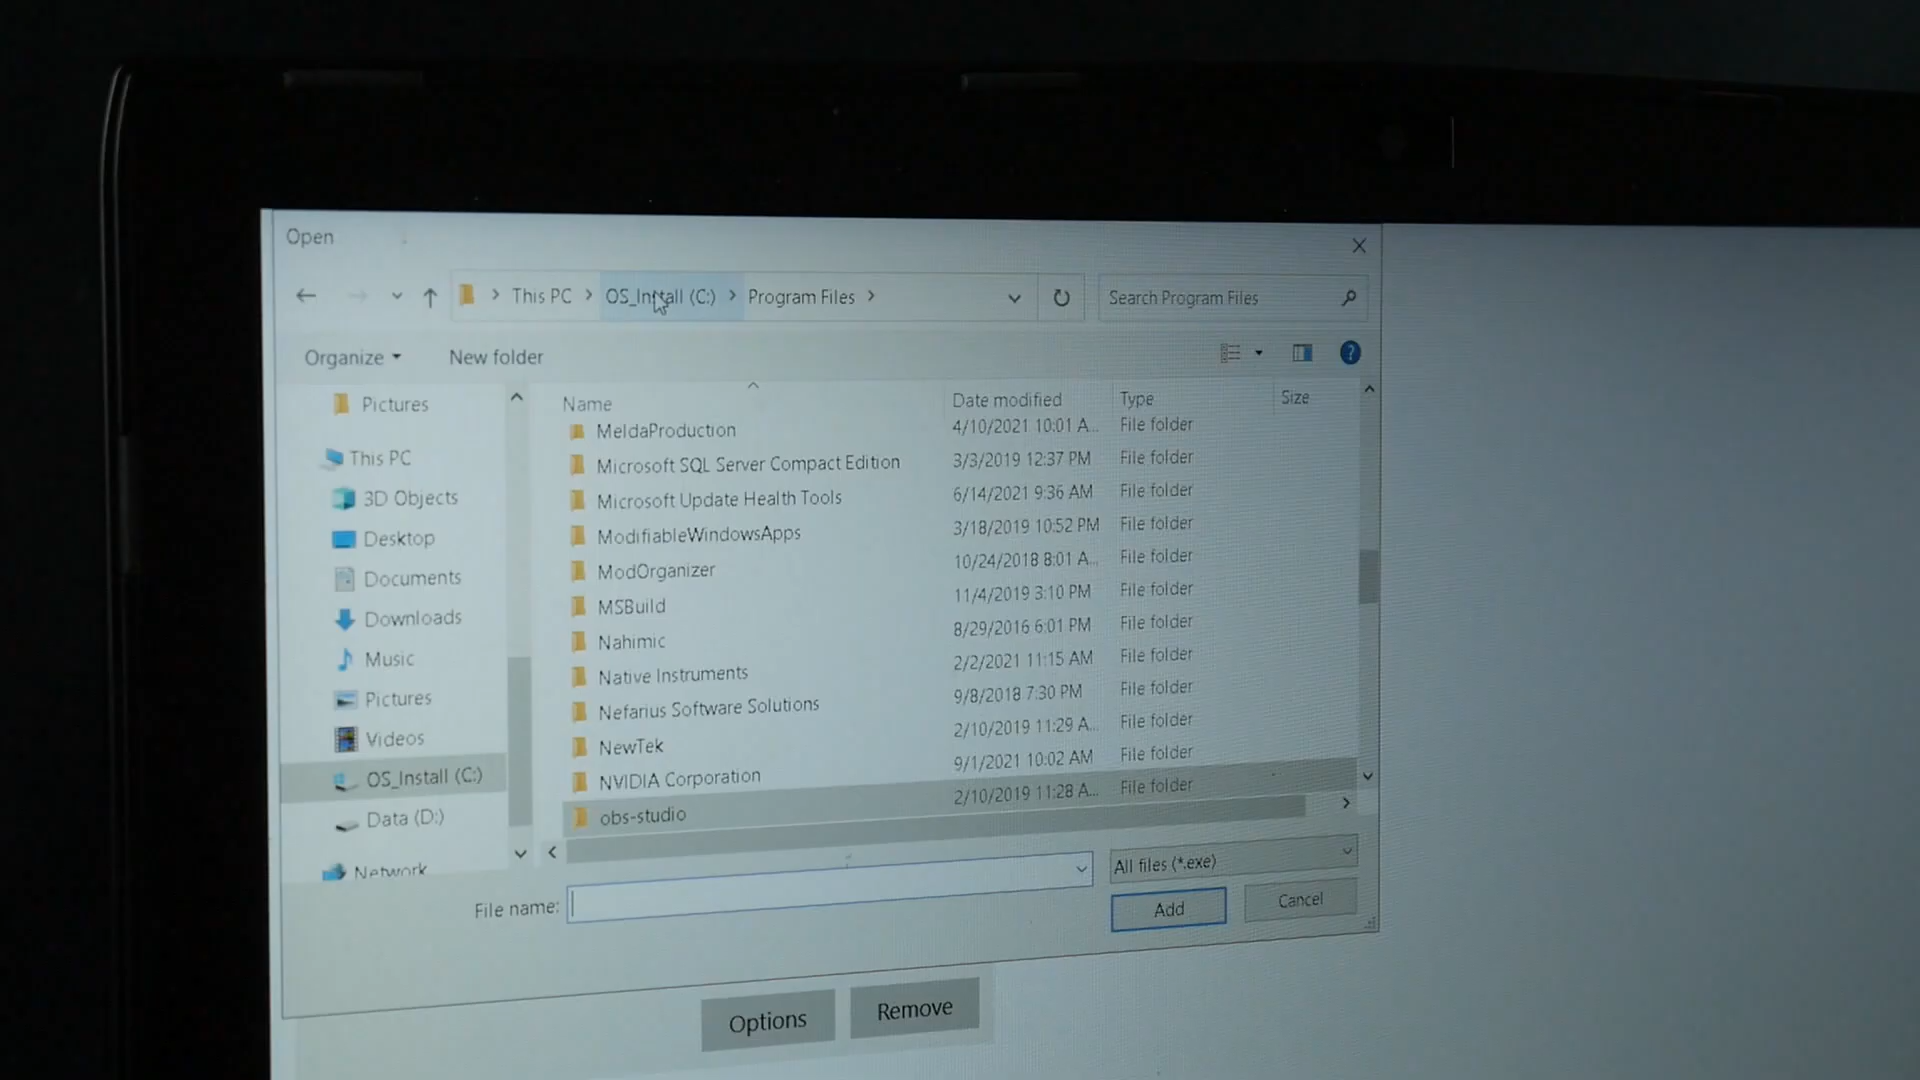 Open
This PC > OS_Install (C:) > Program Files >
Search Program Files
Organize
New folder
?
Pictures
This PC
3D Objects
Desktop
Documents
Downloads
Music
Pictures
Videos
OS_Install (C:)
Data (D:)
Network
Name Date modified Type Size
MeldaProduction 4/10/2021 10:01 A... File folder
Microsoft SQL Server Compact Edition 3/3/2019 12:37 PM File folder
Microsoft Update Health Tools 6/14/2021 9:36 AM File folder
ModifiableWindowsApps 3/18/2019 10:52 PM File folder
ModOrganizer 10/24/2018 8:01 A... File folder
MSBuild 11/4/2019 3:10 PM File folder
Nahimic 8/29/2016 6:01 PM File folder
Native Instruments 2/2/2021 11:15 AM File folder
Nefarius Software Solutions 9/8/2018 7:30 PM File folder
NewTek 2/10/2019 11:29 A... File folder
NVIDIA Corporation 9/1/2021 10:02 AM File folder
obs-studio 2/10/2019 11:28 A... File folder
File name:
All files (*.exe)
Add
Cancel
Options
Remove